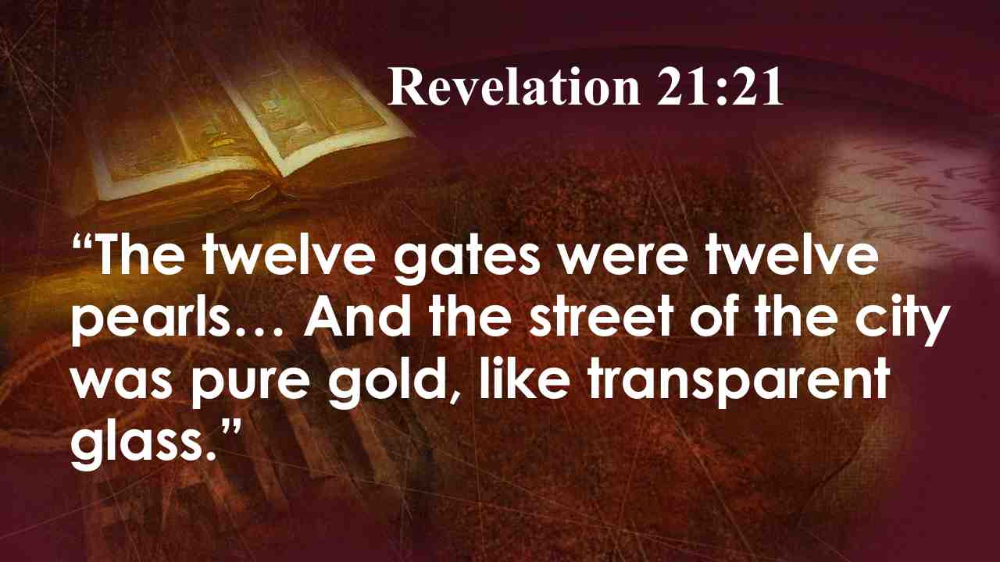 Revelation 21:21
“The twelve gates were twelve
pearls… And the street of the city
was pure gold, like transparent
glass.”